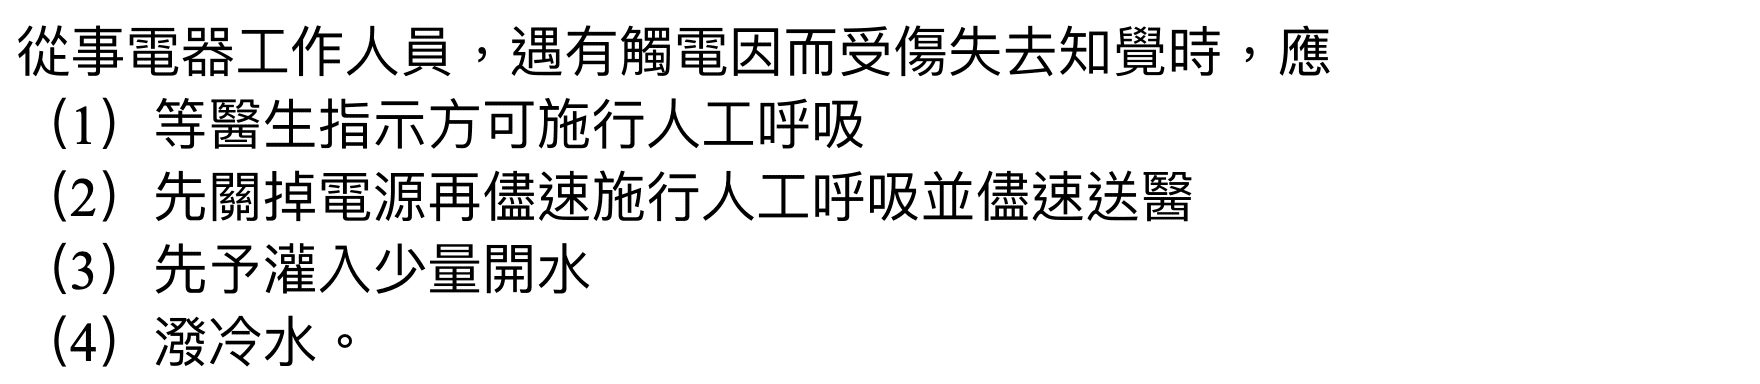 從事電器工作人員，遇有觸電因而受傷失去知覺時，應
（1）等醫生指示方可施行人工呼吸
（2）先關掉電源再儘速施行人工呼吸並儘速送醫
（3）先予灌入少量開水
（4）潑冷水。